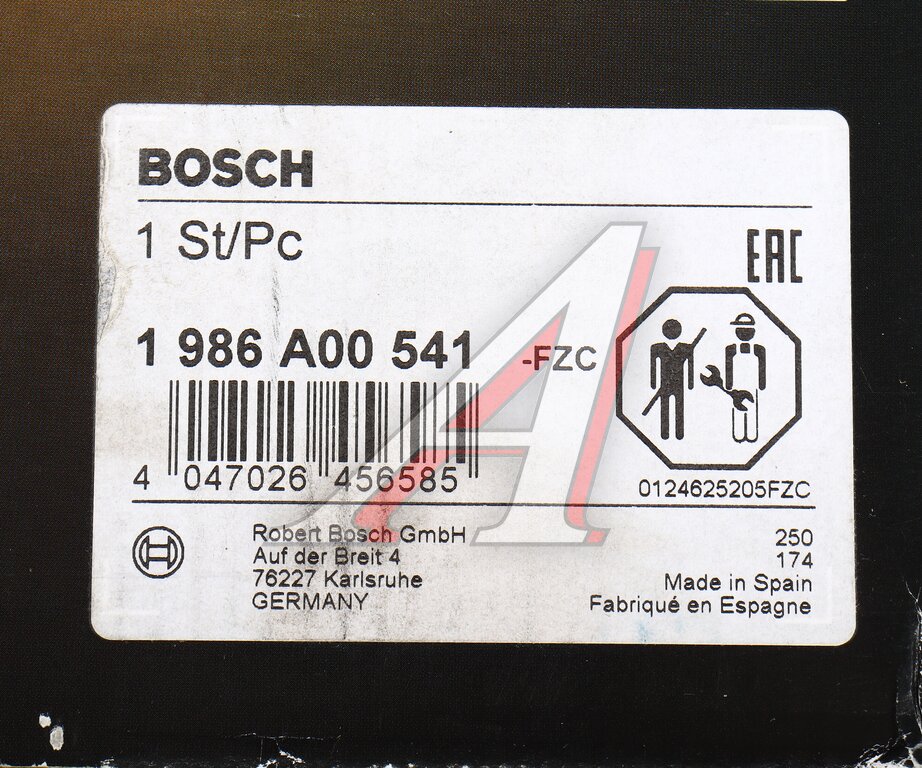 BOSCH
1 St/Pc
EAC
1 986 A00 541 -FZC
4 047026 456585
0124625205FZC
Robert Bosch GmbH
Auf der Breit 4
76227 Karlsruhe
GERMANY
250
174
Made in Spain
Fabriqué en Espagne